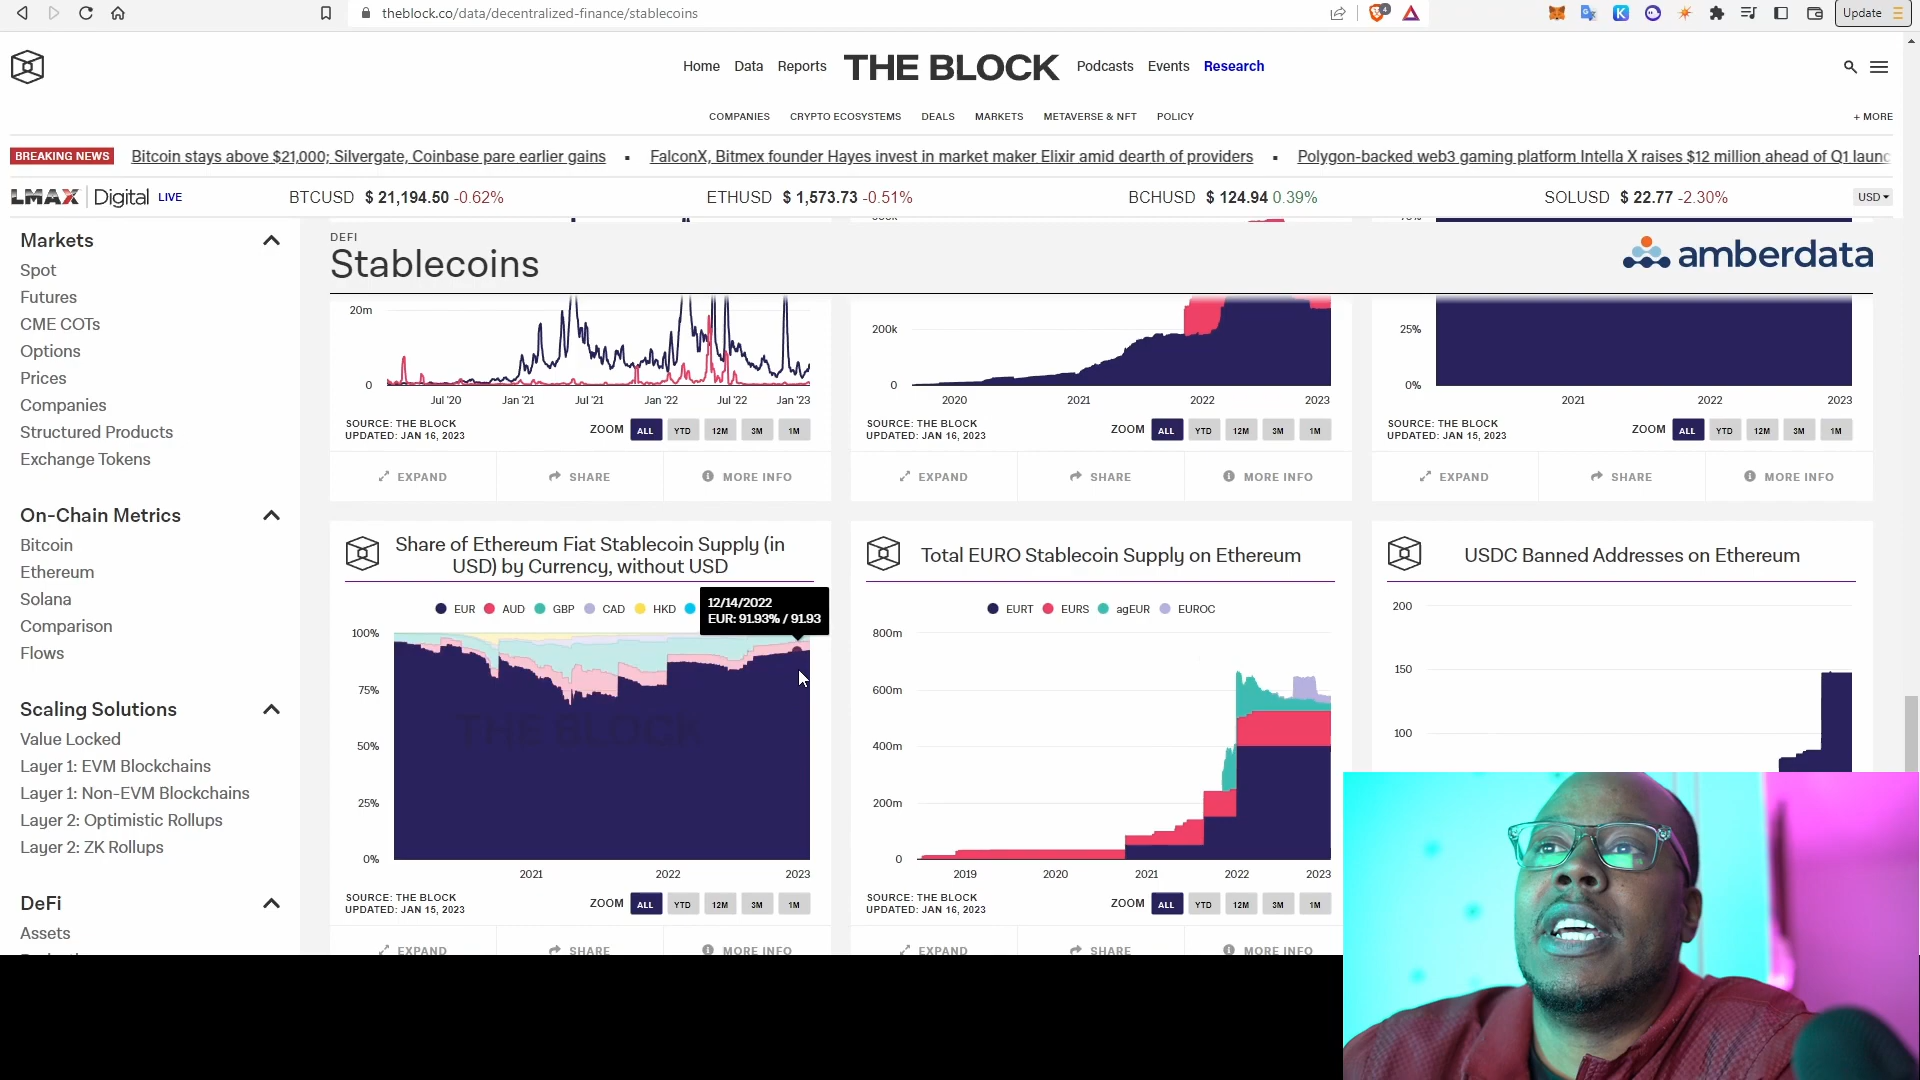 theblock.co/data/decentralized-finance/stablecoins
4
Update
Home Data Reports THE BLOCK Podcasts Events Research
COMPANIES CRYPTO ECOSYSTEMS DEALS MARKETS METAVERSE & NFT POLICY
+ MORE
BREAKING NEWS Bitcoin stays above $21,000; Silvergate, Coinbase pare earlier gains ▪ FalconX, Bitmex founder Hayes invest in market maker Elixir amid dearth of providers ▪ Polygon-backed web3 gaming platform Intella X raises $12 million ahead of Q1 launc
LMAX Digital LIVE BTCUSD $ 21,194.50 -0.62% ETHUSD $ 1,573.73 -0.51% BCHUSD $ 124.94 0.39% SOLUSD $ 22.77 -2.30% USD
Markets
Spot
Futures
CME COTs
Options
Prices
Companies
Structured Products
Exchange Tokens
On-Chain Metrics
Bitcoin
Ethereum
Solana
Comparison
Flows
Scaling Solutions
Value Locked
Layer 1: EVM Blockchains
Layer 1: Non-EVM Blockchains
Layer 2: Optimistic Rollups
Layer 2: ZK Rollups
DeFi
Assets
DEFI
Stablecoins
amberdata
20m
0
Jul '20 Jan '21 Jul '21 Jan '22 Jul '22 Jan '23
SOURCE: THE BLOCK
UPDATED: JAN 16, 2023
ZOOM ALL YTD 12M 3M 1M
EXPAND SHARE MORE INFO
200k
0
2020 2021 2022 2023
SOURCE: THE BLOCK
UPDATED: JAN 16, 2023
ZOOM ALL YTD 12M 3M 1M
EXPAND SHARE MORE INFO
25%
0%
2021 2022 2023
SOURCE: THE BLOCK
UPDATED: JAN 15, 2023
ZOOM ALL YTD 12M 3M 1M
EXPAND SHARE MORE INFO
Share of Ethereum Fiat Stablecoin Supply (in
USD) by Currency, without USD
EUR AUD GBP CAD HKD
12/14/2022
EUR: 91.93% / 91.93
100%
75%
50%
25%
0%
THE BLOCK
2021 2022 2023
SOURCE: THE BLOCK
UPDATED: JAN 15, 2023
ZOOM ALL YTD 12M 3M 1M
EXPAND SHARE MORE INFO
Total EURO Stablecoin Supply on Ethereum
EURT EURS agEUR EUROC
800m
600m
400m
200m
0
2019 2020 2021 2022 2023
SOURCE: THE BLOCK
UPDATED: JAN 16, 2023
ZOOM ALL YTD 12M 3M 1M
EXPAND SHARE MORE INFO
USDC Banned Addresses on Ethereum
200
150
100